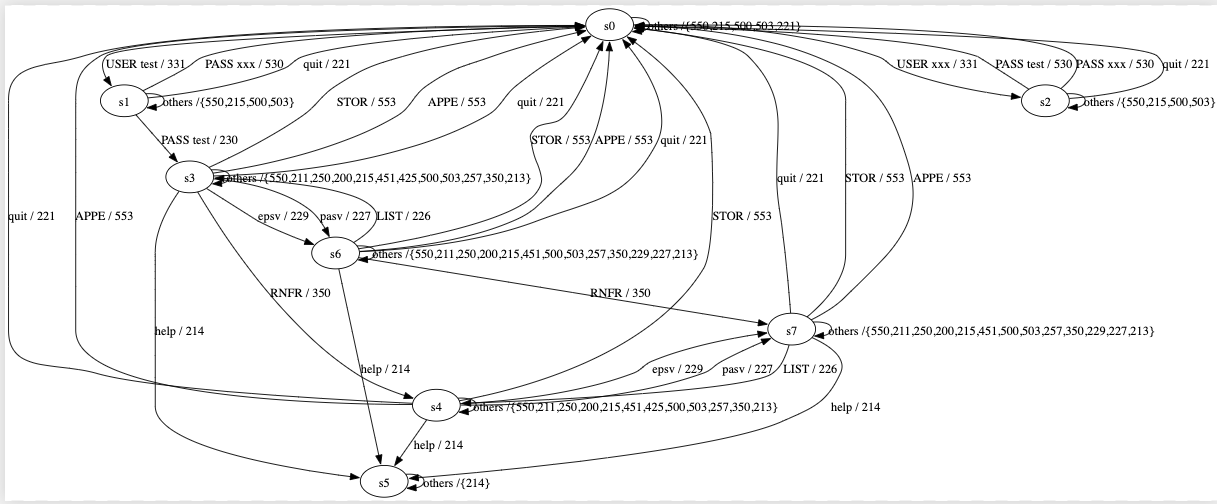 s0
others /{550,215,500,503,221}
USER test / 331
PASS xxx / 530
quit / 221
USER xxx / 331
PASS test / 530
PASS xxx / 530
quit / 221
s1
others /{550,215,500,503}
s2
others /{550,215,500,503}
STOR / 553
APPE / 553
quit / 221
PASS test / 230
STOR / 553
APPE / 553
quit / 221
s3
others /{550,211,250,200,215,451,425,500,503,257,350,213}
quit / 221
STOR / 553
APPE / 553
quit / 221
APPE / 553
epsv / 229
pasv / 227
LIST / 226
STOR / 553
s6
others /{550,211,250,200,215,451,500,503,257,350,229,227,213}
RNFR / 350
RNFR / 350
help / 214
s7
others /{550,211,250,200,215,451,500,503,257,350,229,227,213}
help / 214
epsv / 229
pasv / 227
LIST / 226
s4
others /{550,211,250,200,215,451,425,500,503,257,350,213}
help / 214
help / 214
s5
others /{214}